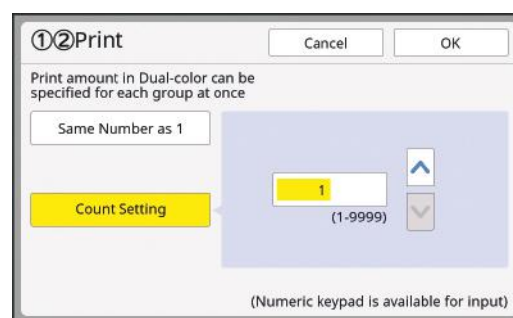 ①②Print
Cancel
OK
Print amount in Dual-color can be
specified for each group at once
Same Number as 1
Count Setting
1
(1-9999)
(Numeric keypad is available for input)